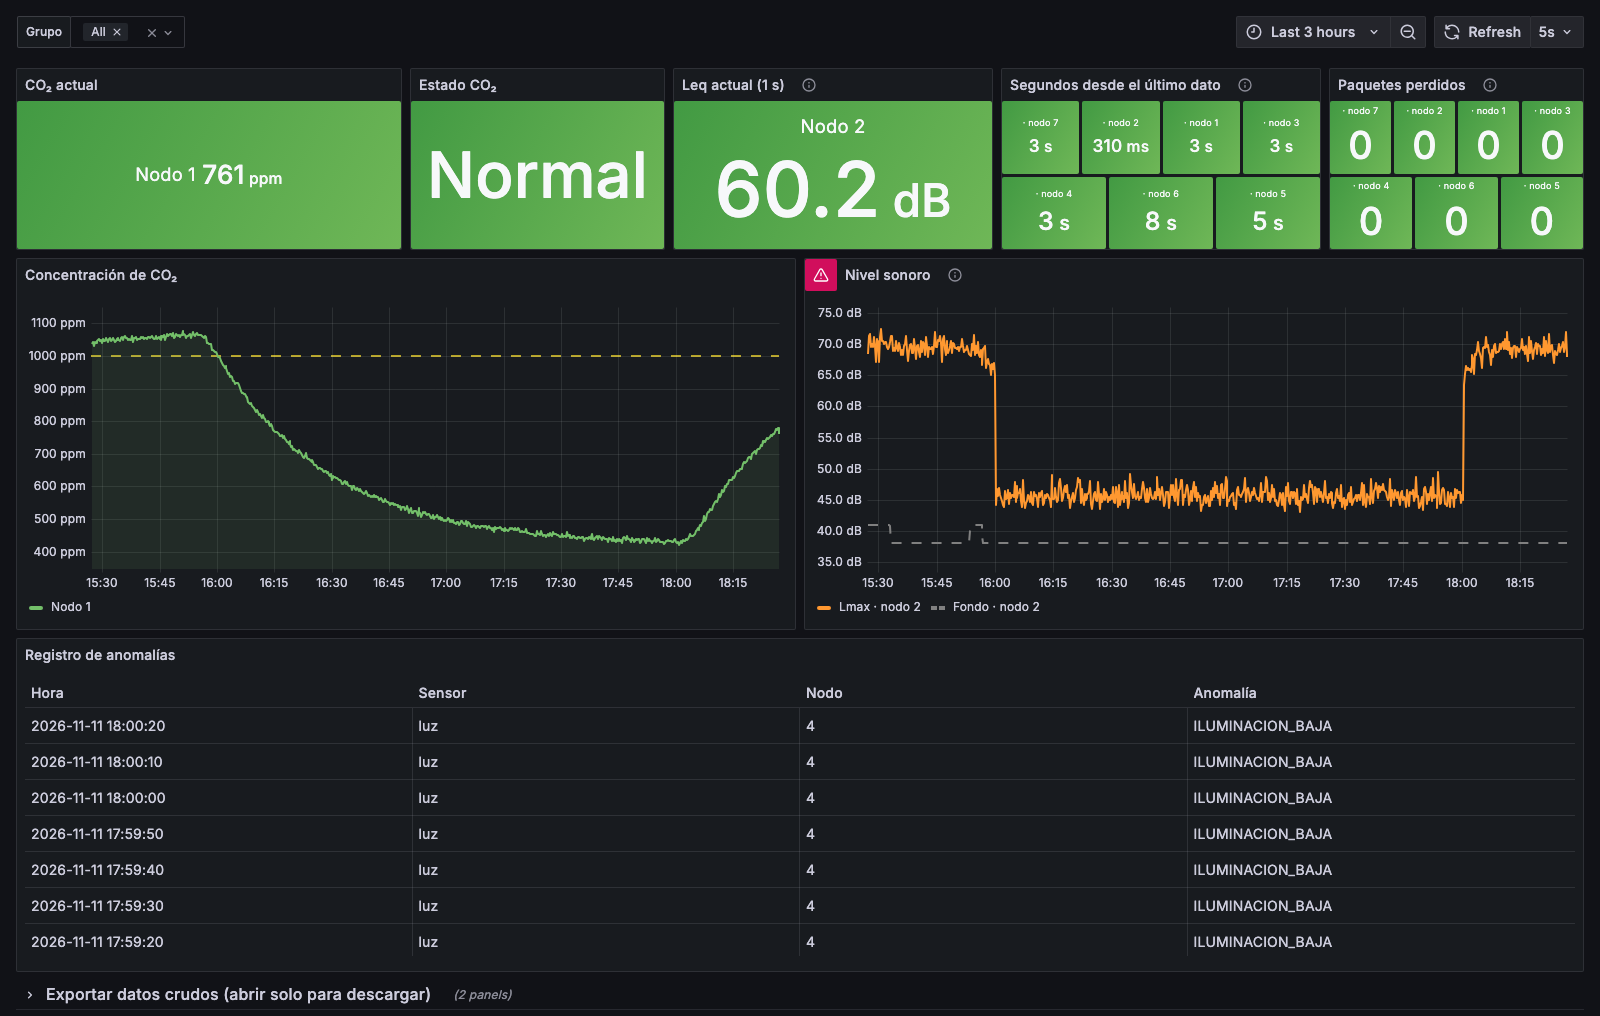 Grupo
All
Last 3 hours
Refresh
5s
CO₂ actual
Nodo 1 761 ppm
Estado CO₂
Normal
Leq actual (1 s)
Nodo 2
60.2 dB
Segundos desde el último dato
· nodo 7
3 s
· nodo 2
310 ms
· nodo 1
3 s
· nodo 3
3 s
· nodo 4
3 s
· nodo 6
8 s
· nodo 5
5 s
Paquetes perdidos
· nodo 7
0
· nodo 2
0
· nodo 1
0
· nodo 3
0
· nodo 4
0
· nodo 6
0
· nodo 5
0
Concentración de CO₂
1100 ppm
1000 ppm
900 ppm
800 ppm
700 ppm
600 ppm
500 ppm
400 ppm
15:30 15:45 16:00 16:15 16:30 16:45 17:00 17:15 17:30 17:45 18:00 18:15
Nodo 1
Nivel sonoro
75.0 dB
70.0 dB
65.0 dB
60.0 dB
55.0 dB
50.0 dB
45.0 dB
40.0 dB
35.0 dB
15:30 15:45 16:00 16:15 16:30 16:45 17:00 17:15 17:30 17:45 18:00 18:15
Lmax · nodo 2 Fondo · nodo 2
Registro de anomalías
Hora Sensor Nodo Anomalía
2026-11-11 18:00:20 luz 4 ILUMINACION_BAJA
2026-11-11 18:00:10 luz 4 ILUMINACION_BAJA
2026-11-11 18:00:00 luz 4 ILUMINACION_BAJA
2026-11-11 17:59:50 luz 4 ILUMINACION_BAJA
2026-11-11 17:59:40 luz 4 ILUMINACION_BAJA
2026-11-11 17:59:30 luz 4 ILUMINACION_BAJA
2026-11-11 17:59:20 luz 4 ILUMINACION_BAJA
Exportar datos crudos (abrir solo para descargar) (2 panels)